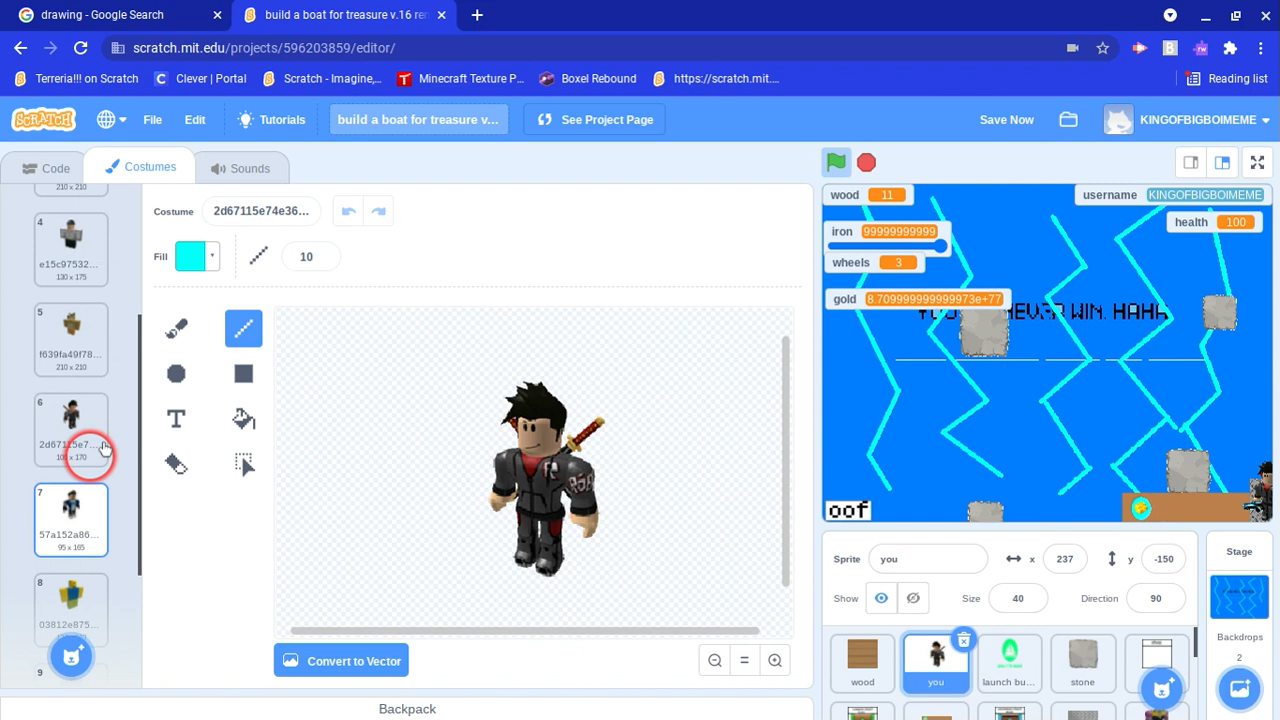 drawing - Google Search
build a boat for treasure v.16 re
scratch.mit.edu/projects/596203859/editor/
Terreria!!! on Scratch
Clever | Portal
Scratch - Imagine,...
Minecraft Texture P...
Boxel Rebound
https://scratch.mit....
Reading list
SCRATCH
File
Edit
Tutorials
build a boat for treasure v...
See Project Page
Save Now
KINGOFBIGBOIMEME
Code
Costumes
Sounds
210 x 210
4
e15c97532...
130 x 175
5
f639fa49f78...
210 x 210
6
2d67115e7...
170
7
57a152a86...
95 x 165
8
03812e875...
9
Costume
2d67115e74e36...
Fill
10
T
Convert to Vector
Backpack
wood 11
username KINGOFBIGBOIMEME
iron 99999999999
health 100
wheels 3
gold 8.709999999999973e+77
WIN. HAHA
oof
Sprite
you
x
237
y
-150
Show
Size
40
Direction
90
Stage
Backdrops
2
wood
you
launch bu...
stone